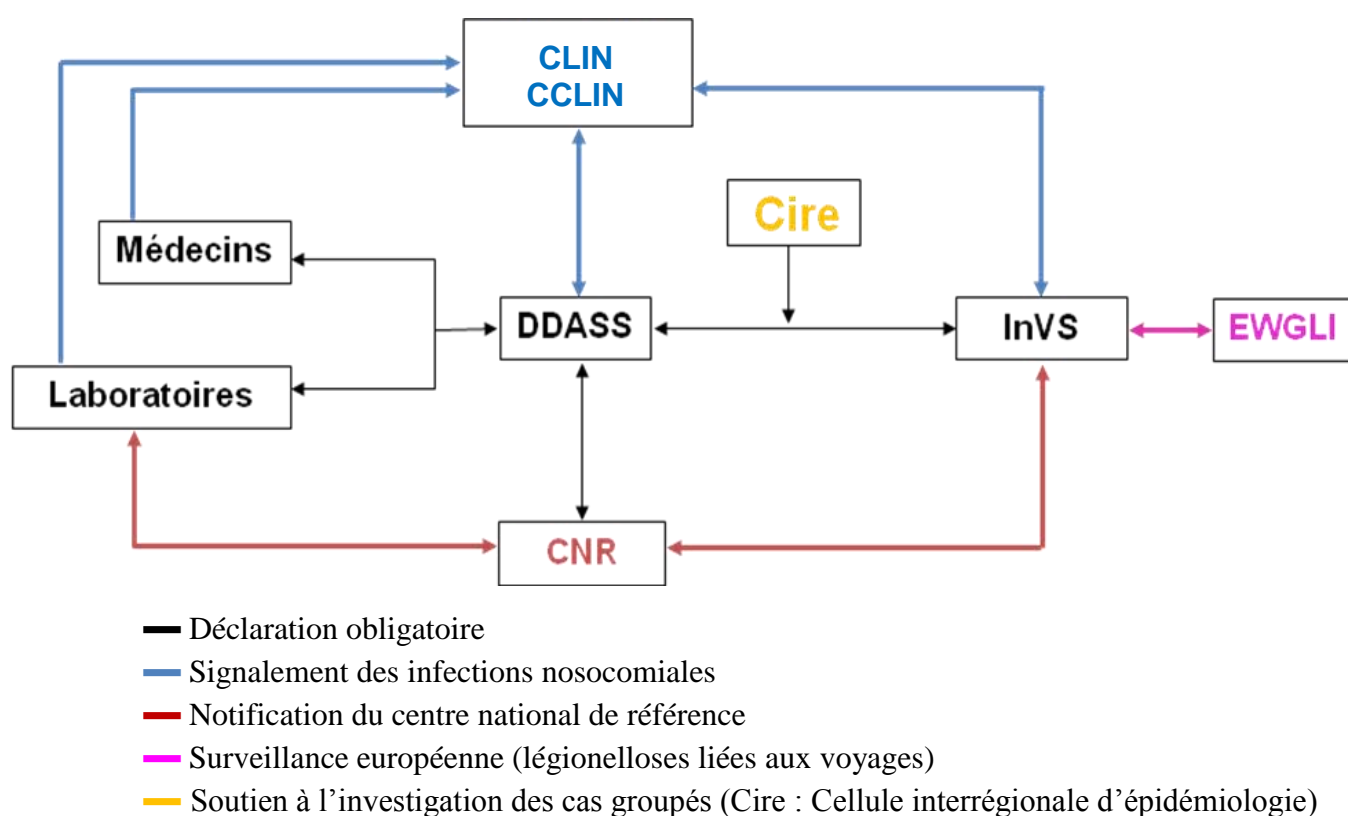 CLIN
CCLIN
Cire
Médecins
DDASS
InVS
EWGLI
Laboratoires
CNR
Déclaration obligatoire
Signalement des infections nosocomiales
Notification du centre national de référence
Surveillance européenne (légionelloses liées aux voyages)
Soutien à l’investigation des cas groupés (Cire : Cellule interrégionale d’épidémiologie)